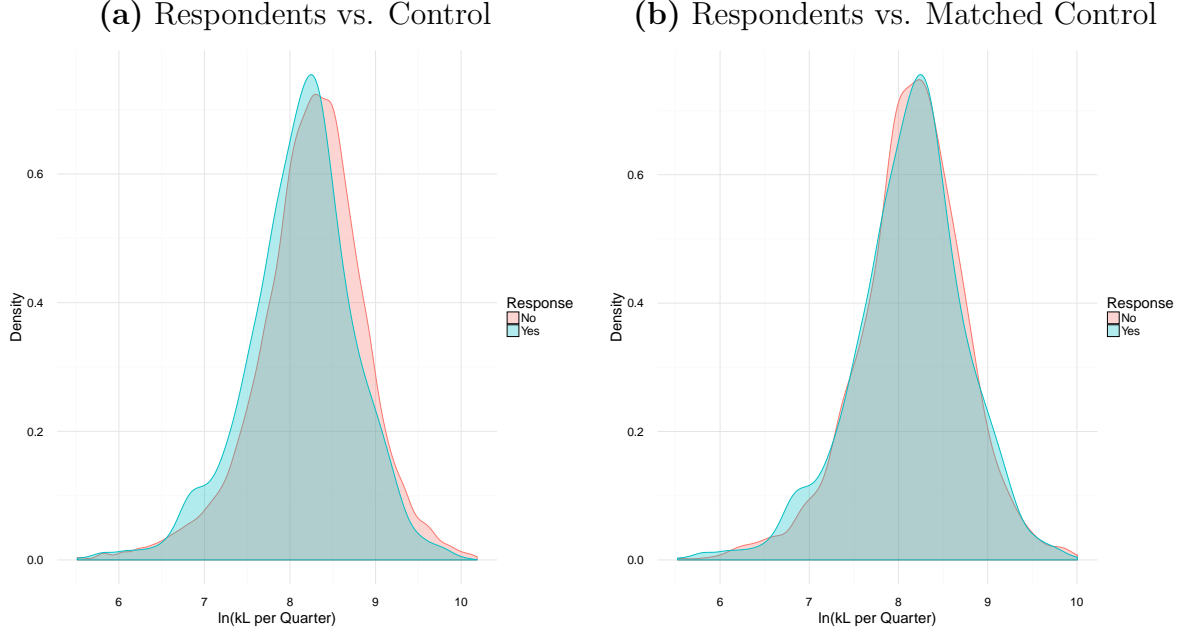 (a) Respondents vs. Control
0.6
0.4
0.2
0.0
Density
6 7 8 9 10
ln(kL per Quarter)
Response
No
Yes
(b) Respondents vs. Matched Control
0.6
0.4
0.2
0.0
Density
6 7 8 9 10
ln(kL per Quarter)
Response
No
Yes